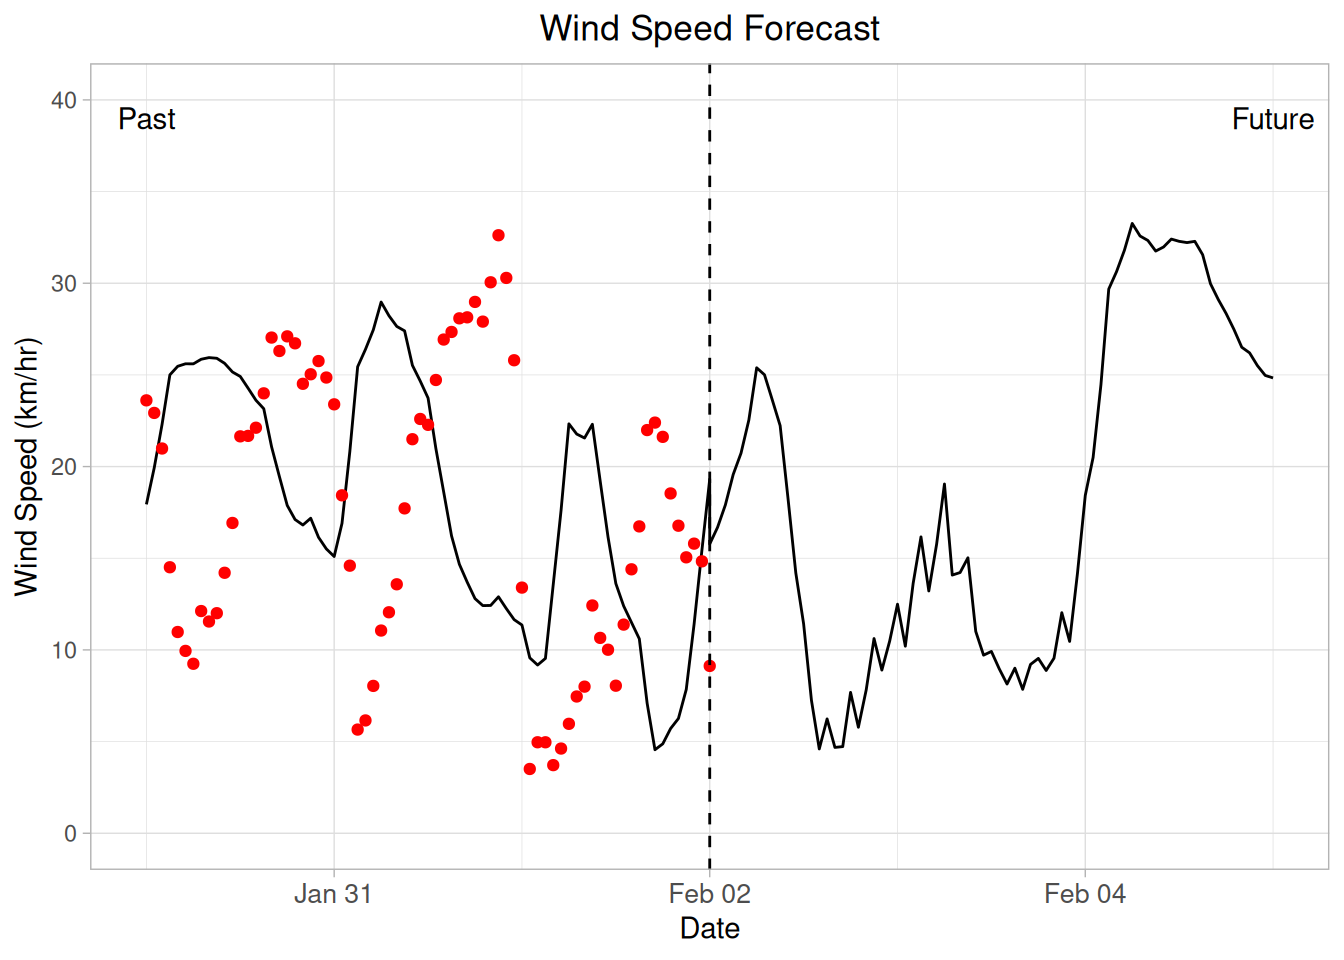 Wind Speed Forecast
40
Past
Future
30
20
10
0
Wind Speed (km/hr)
Jan 31
Feb 02
Feb 04
Date